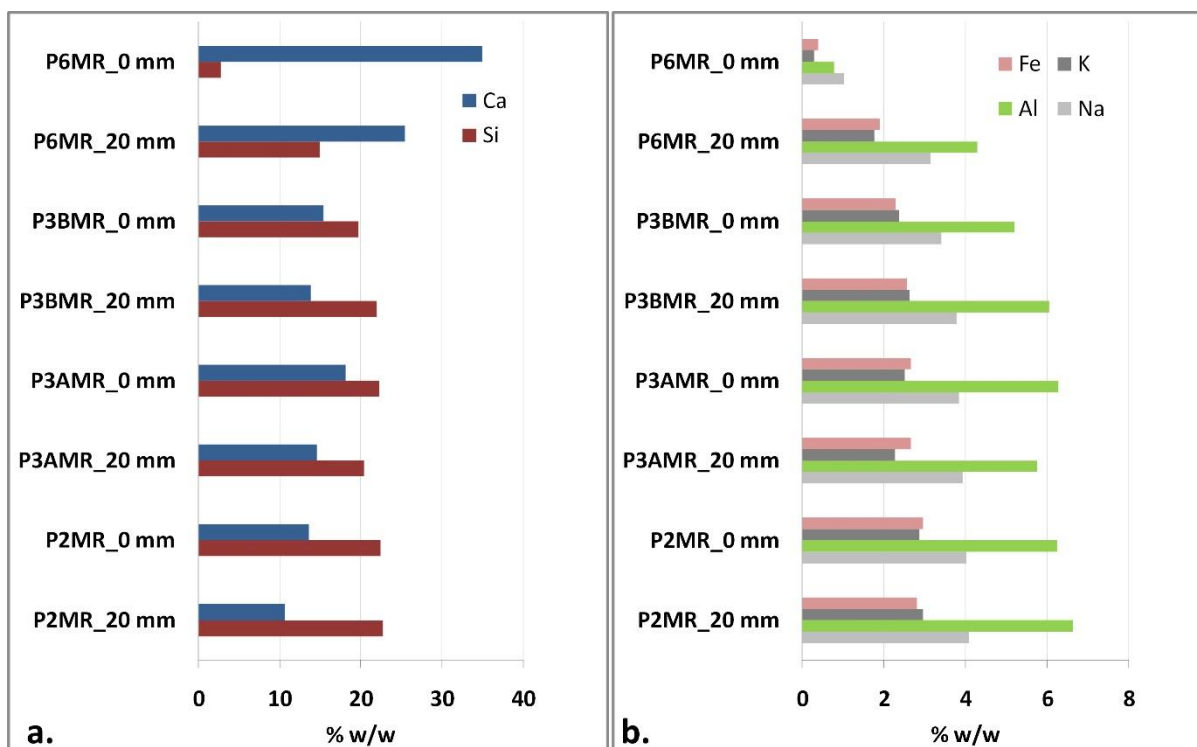 P6MR_0 mm
P6MR_20 mm
P3BMR_0 mm
P3BMR_20 mm
P3AMR_0 mm
P3AMR_20 mm
P2MR_0 mm
P2MR_20 mm
Ca
Si
0 10 20 30 40
% w/w
a.
P6MR_0 mm
P6MR_20 mm
P3BMR_0 mm
P3BMR_20 mm
P3AMR_0 mm
P3AMR_20 mm
P2MR_0 mm
P2MR_20 mm
Fe K
Al Na
0 2 4 6 8
% w/w
b.